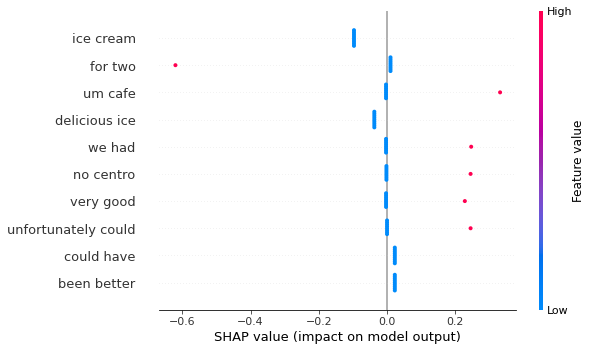 High
ice cream
for two
um cafe
delicious ice
we had
no centro
very good
unfortunately could
could have
been better
Feature value
Low
−0.6 −0.4 −0.2 0.0 0.2
SHAP value (impact on model output)